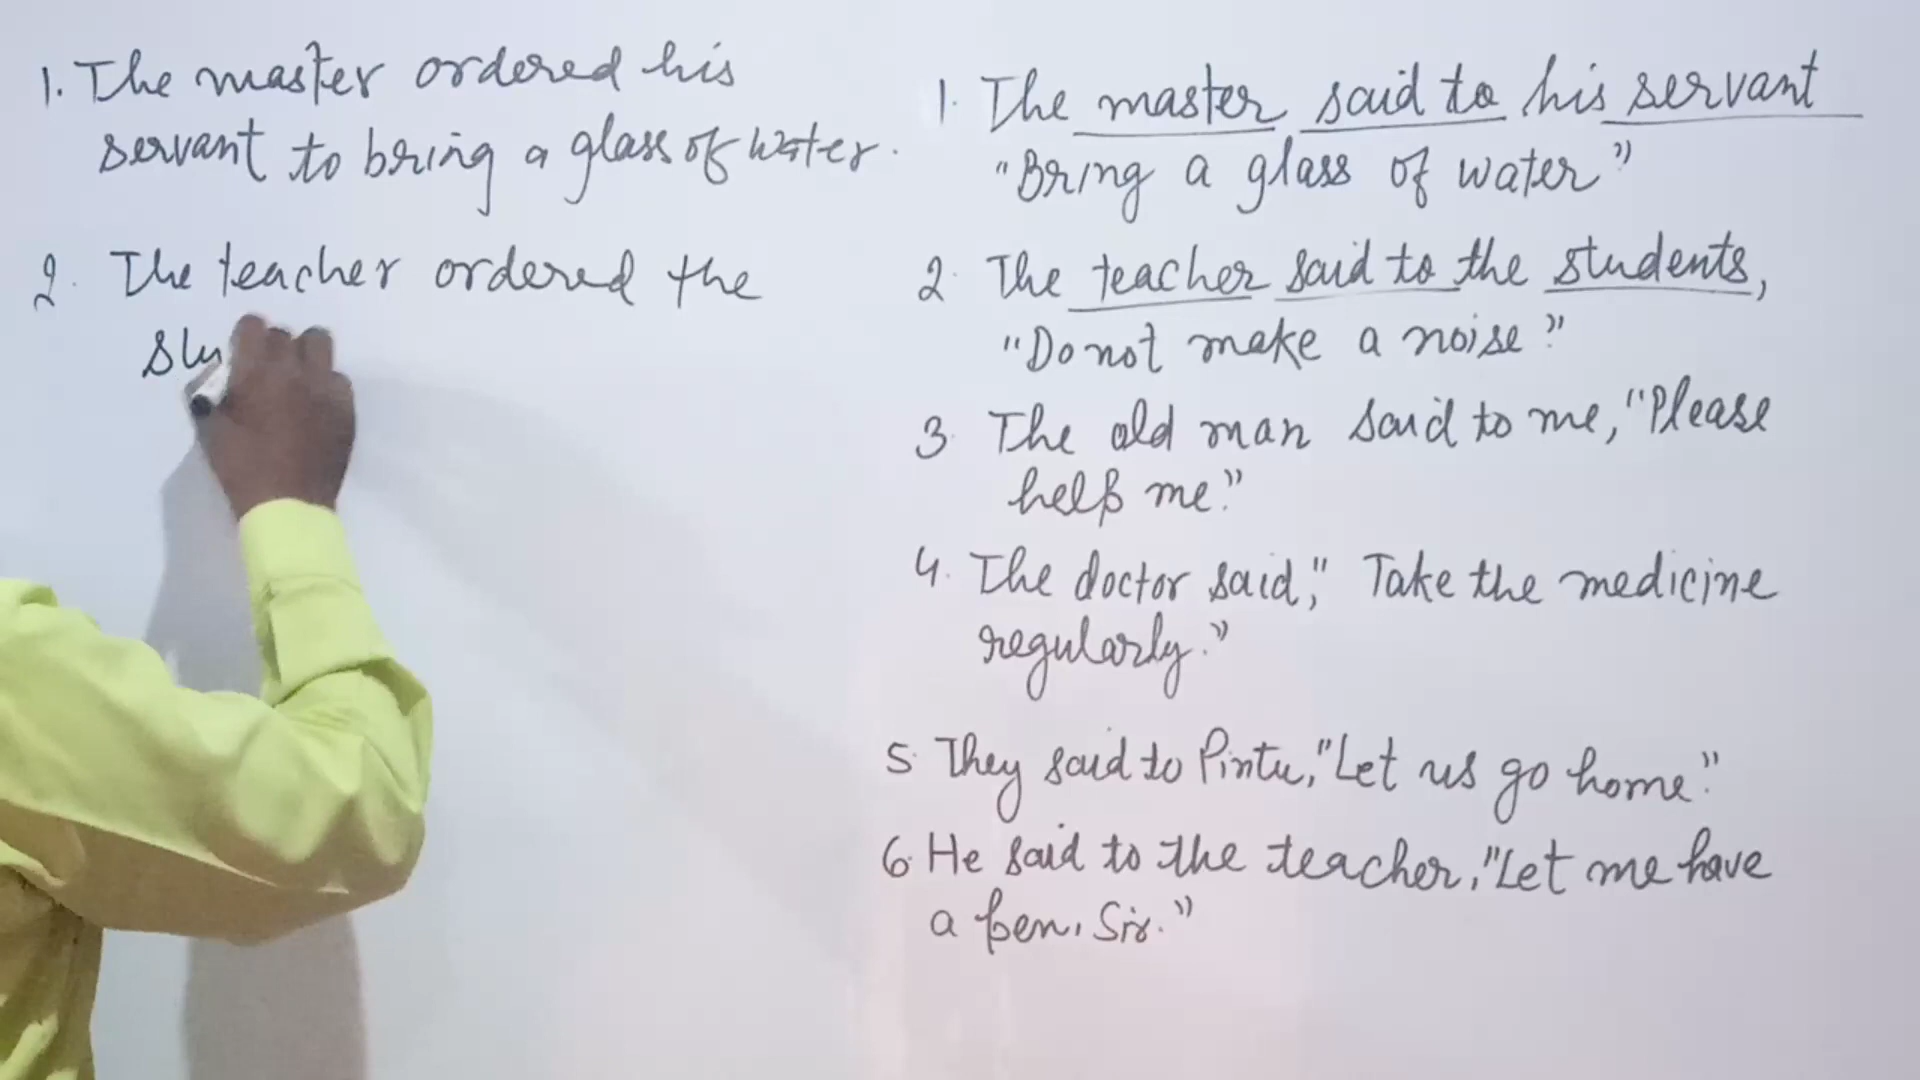 1. The master ordered his
servant to bring a glass of water.
2. The teacher ordered the
1. The master said to his servant
"Bring a glass of water"
2. The teacher said to the students,
"Do not make a noise."
3. The old man said to me, "Please
help me."
4. The doctor said," Take the medicine
regularly."
5. They said to Pintu, "Let us go home."
6. He said to the teacher, "Let me have
a pen, Sir."